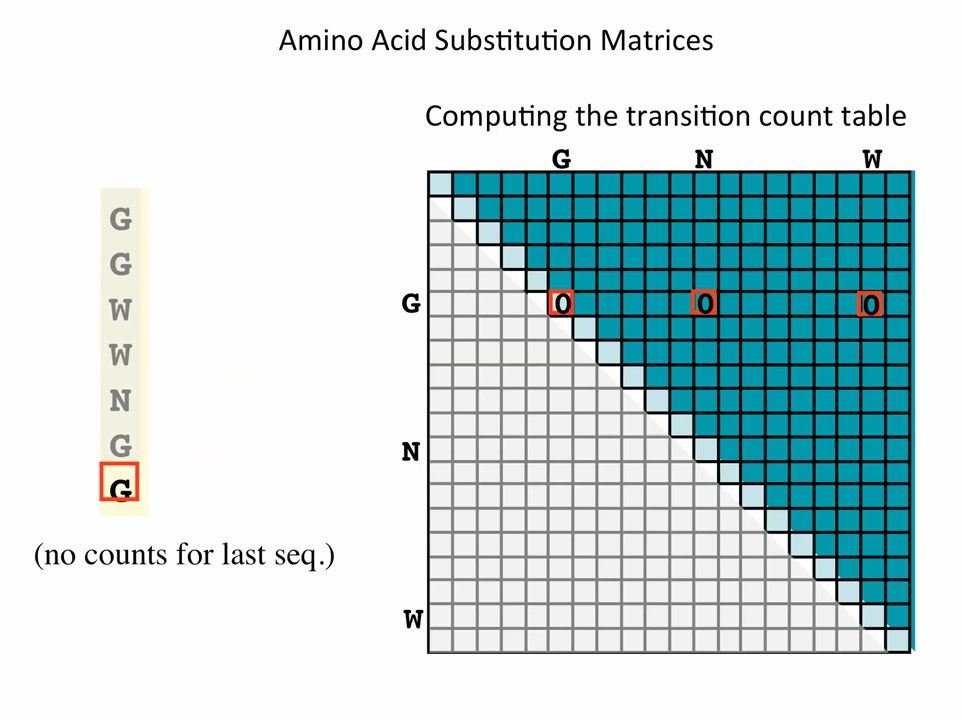 Amino Acid Substitution Matrices
Computing the transition count table
G N W
G
G
W
W
N
G
G
(no counts for last seq.)
G 0 0 0
N
W